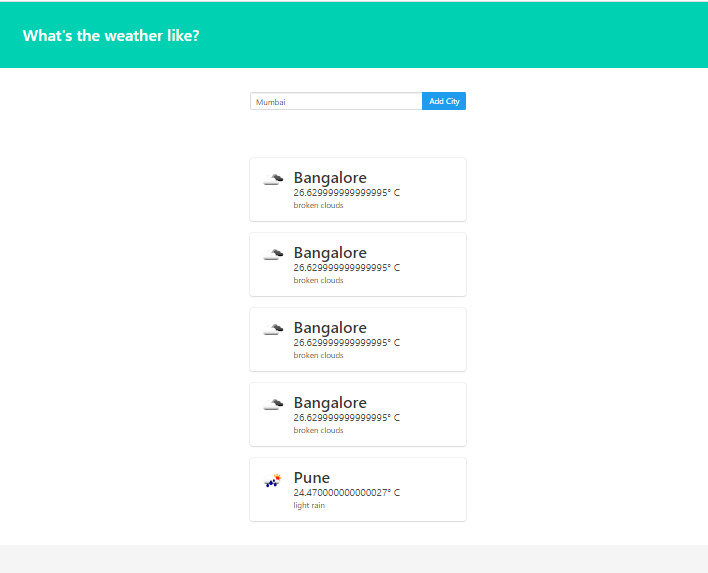 What's the weather like?
Mumbai
Add City
Bangalore
26.629999999999995° C
broken clouds
Bangalore
26.629999999999995° C
broken clouds
Bangalore
26.629999999999995° C
broken clouds
Bangalore
26.629999999999995° C
broken clouds
Pune
24.470000000000027° C
light rain